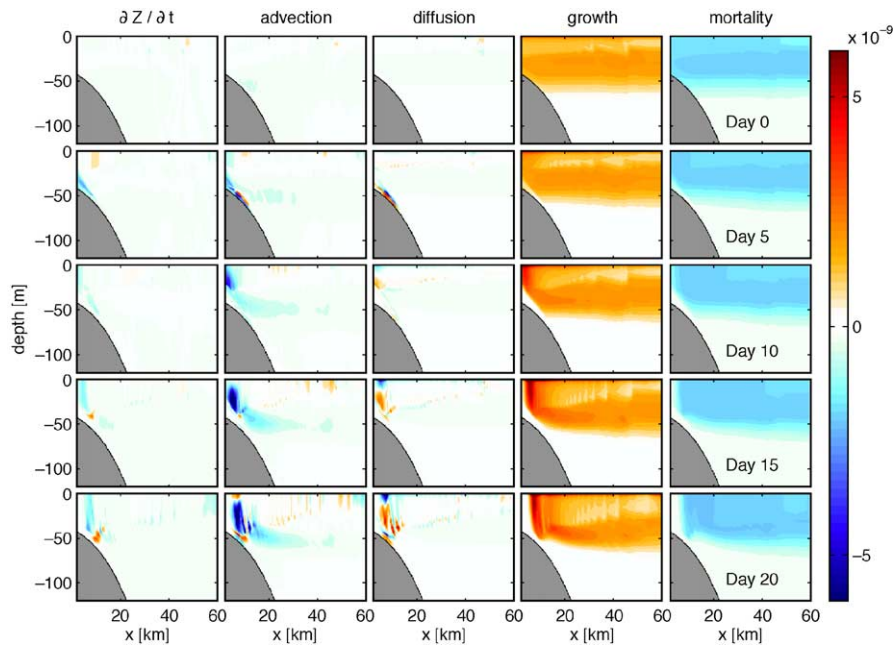 ∂ Z / ∂ t advection diffusion growth mortality
x 10⁻⁹
0
−50
−100
Day 0
5
0
−50
−100
Day 5
depth [m]
0
−50
−100
Day 10
0
0
−50
−100
Day 15
0
−50
−100
Day 20
−5
20 40 60 20 40 60 20 40 60 20 40 60 20 40 60
x [km] x [km] x [km] x [km] x [km]